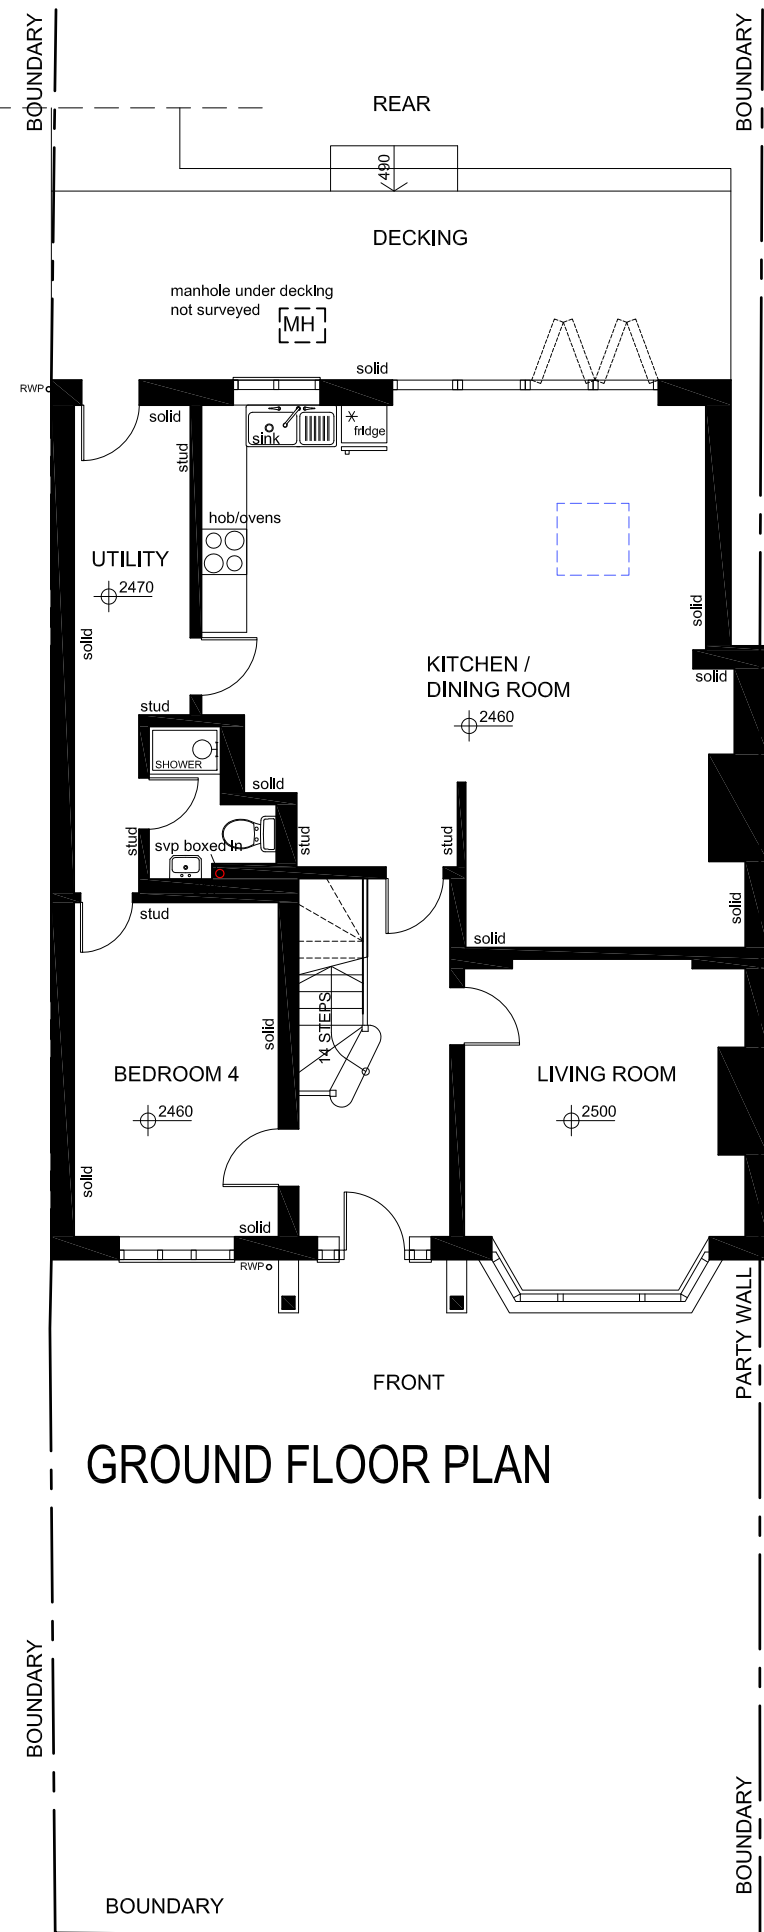 BOUNDARY
BOUNDARY
REAR
490
DECKING
manhole under decking
not surveyed
MH
solid
RWP
solid
stud
sink
fridge
hob/ovens
UTILITY
2470
solid
solid
KITCHEN /
DINING ROOM
solid
2460
stud
SHOWER
solid
stud
svp boxed in
stud
stud
solid
stud
solid
14 STEPS
solid
BEDROOM 4
2460
LIVING ROOM
2500
solid
solid
RWP
PARTY WALL
FRONT
GROUND FLOOR PLAN
BOUNDARY
BOUNDARY
BOUNDARY